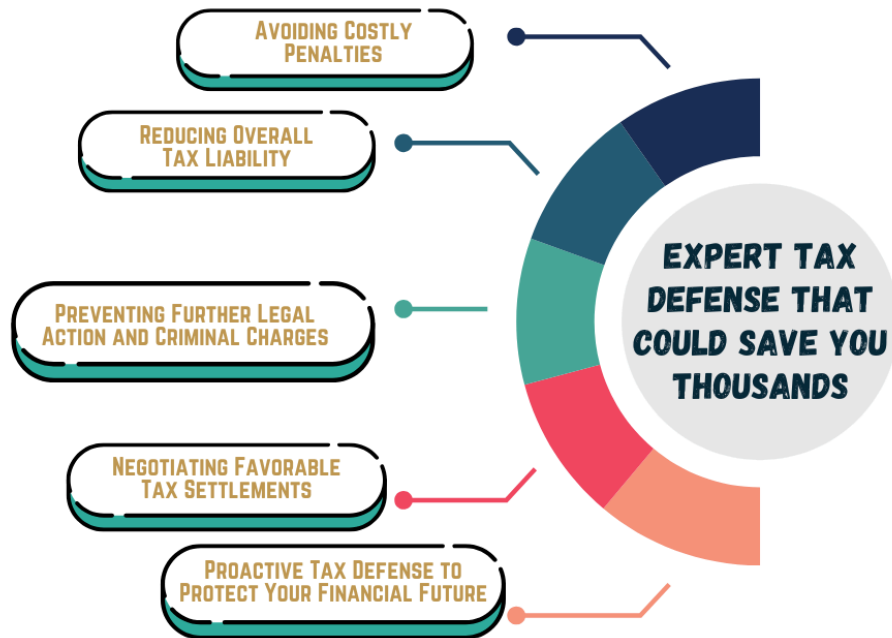 Avoiding Costly
Penalties
Reducing Overall
Tax Liability
Preventing Further Legal
Action and Criminal Charges
Negotiating Favorable
Tax Settlements
Proactive Tax Defense to
Protect Your Financial Future
EXPERT TAX
DEFENSE THAT
COULD SAVE YOU
THOUSANDS